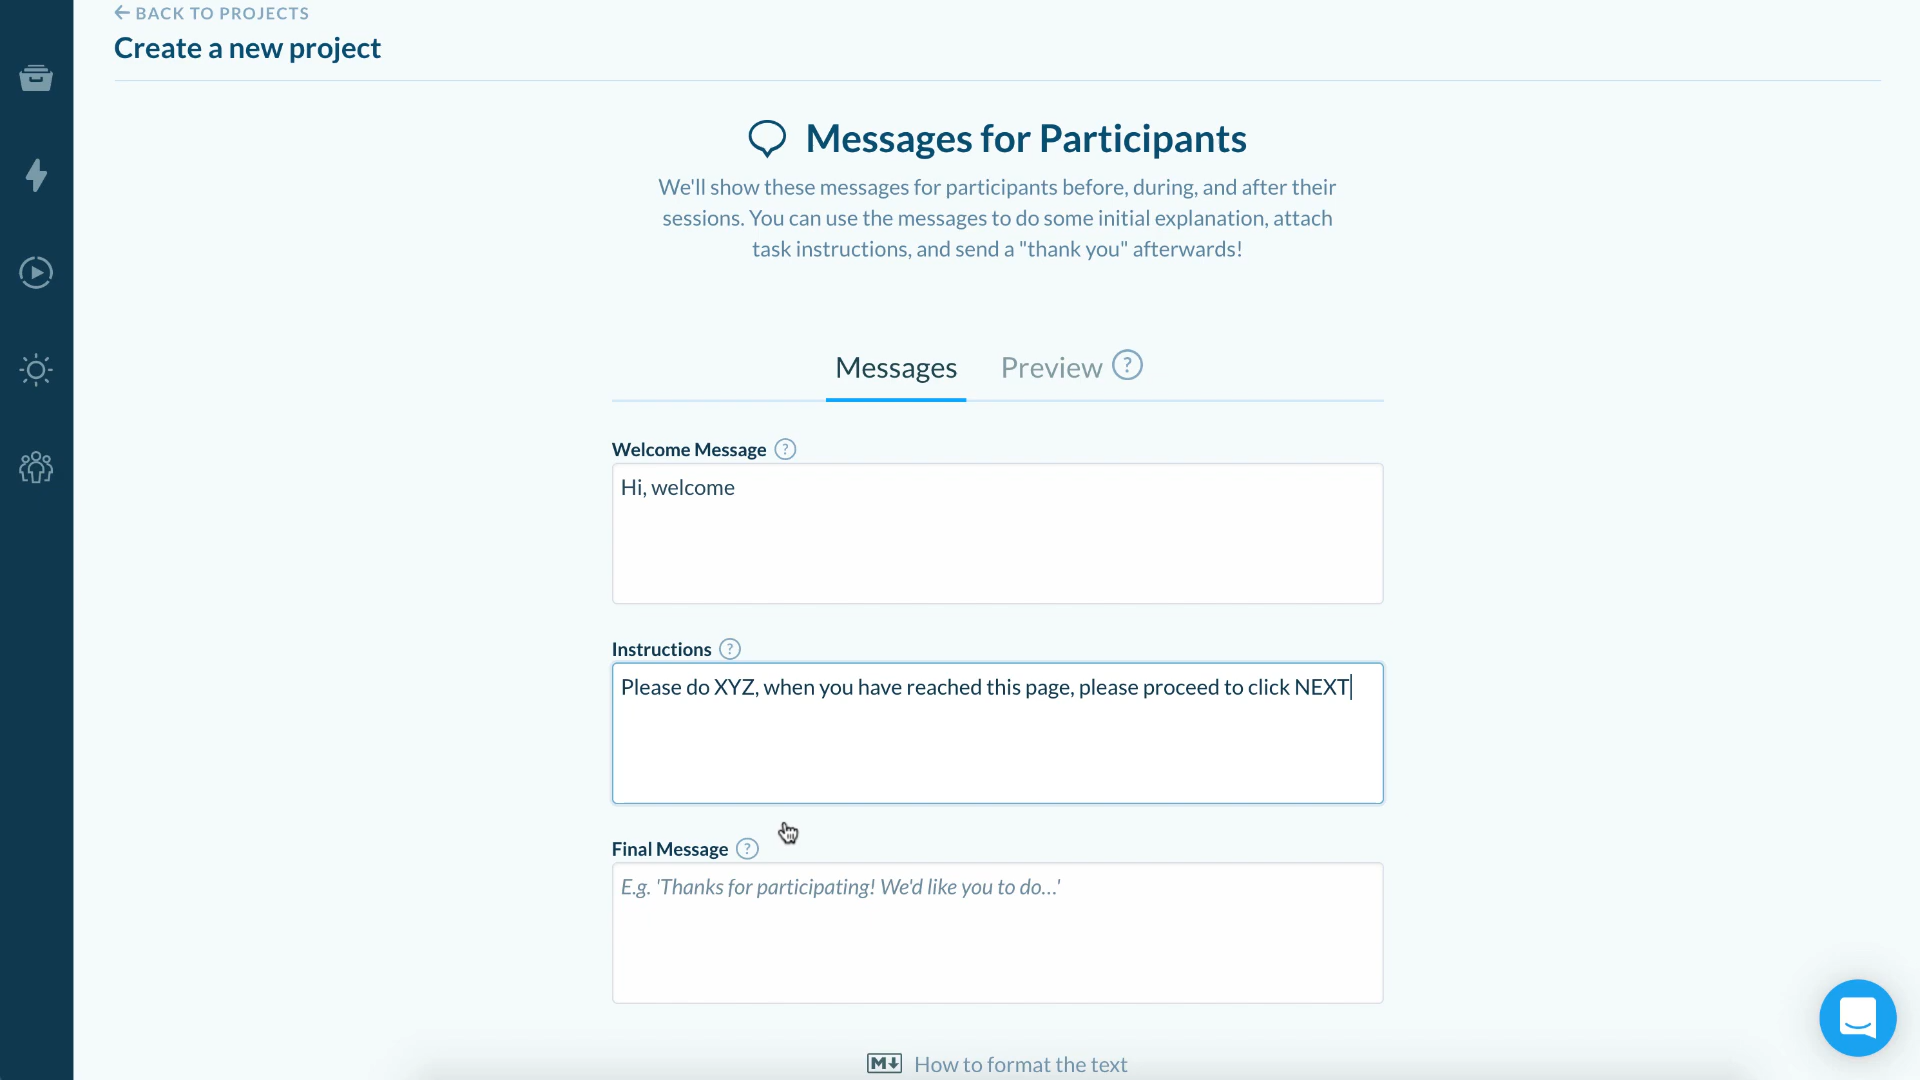 ← BACK TO PROJECTS
Create a new project
Messages for Participants
We'll show these messages for participants before, during, and after their
sessions. You can use the messages to do some initial explanation, attach
task instructions, and send a "thank you" afterwards!
Messages Preview ?
Welcome Message ?
Hi, welcome
Instructions ?
Please do XYZ, when you have reached this page, please proceed to click NEXT
Final Message ?
E.g. 'Thanks for participating! We'd like you to do...'
M↓ How to format the text